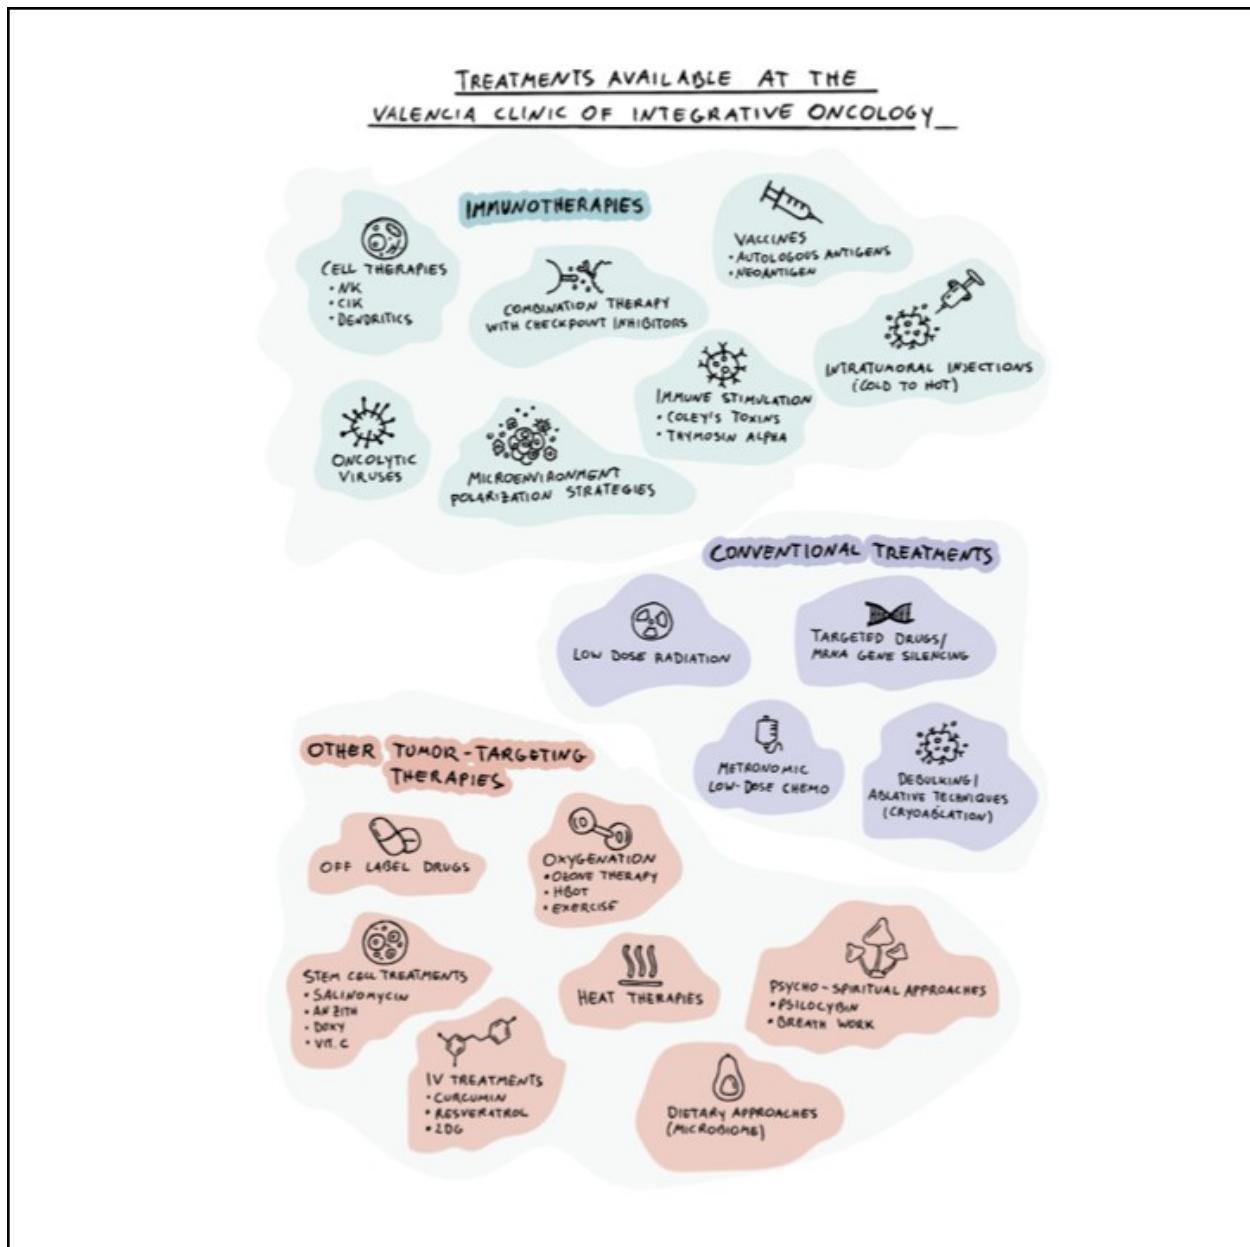 TREATMENTS AVAILABLE AT THE
VALENCIA CLINIC OF INTEGRATIVE ONCOLOGY
IMMUNOTHERAPIES
CELL THERAPIES
• NK
• CIK
• DENDRITICS
COMBINATION THERAPY
WITH CHECKPOINT INHIBITORS
VACCINES
• AUTOLOGOUS ANTIGENS
• NEOANTIGEN
INTRATUMORAL INJECTIONS
(COLD TO HOT)
IMMUNE STIMULATION
• COLEY'S TOXINS
• THYMOSIN ALPHA
ONCOLYTIC
VIRUSES
MICROENVIRONMENT
POLARIZATION STRATEGIES
CONVENTIONAL TREATMENTS
LOW DOSE RADIATION
TARGETED DRUGS/
MRNA GENE SILENCING
METRONOMIC
LOW-DOSE CHEMO
DEBULKING/
ABLATIVE TECHNIQUES
(CRYOABLATION)
OTHER TUMOR-TARGETING
THERAPIES
OFF LABEL DRUGS
OXYGENATION
• OZONE THERAPY
• HBOT
• EXERCISE
STEM CELL TREATMENTS
• SALINOMYCIN
• DOXY
• VIT. C
HEAT THERAPIES
PSYCHO-SPIRITUAL APPROACHES
• PSILOCYBIN
• BREATH WORK
IV TREATMENTS
• CURCUMIN
• RESVERATROL
• 2DG
DIETARY APPROACHES
(MICROBIOME)